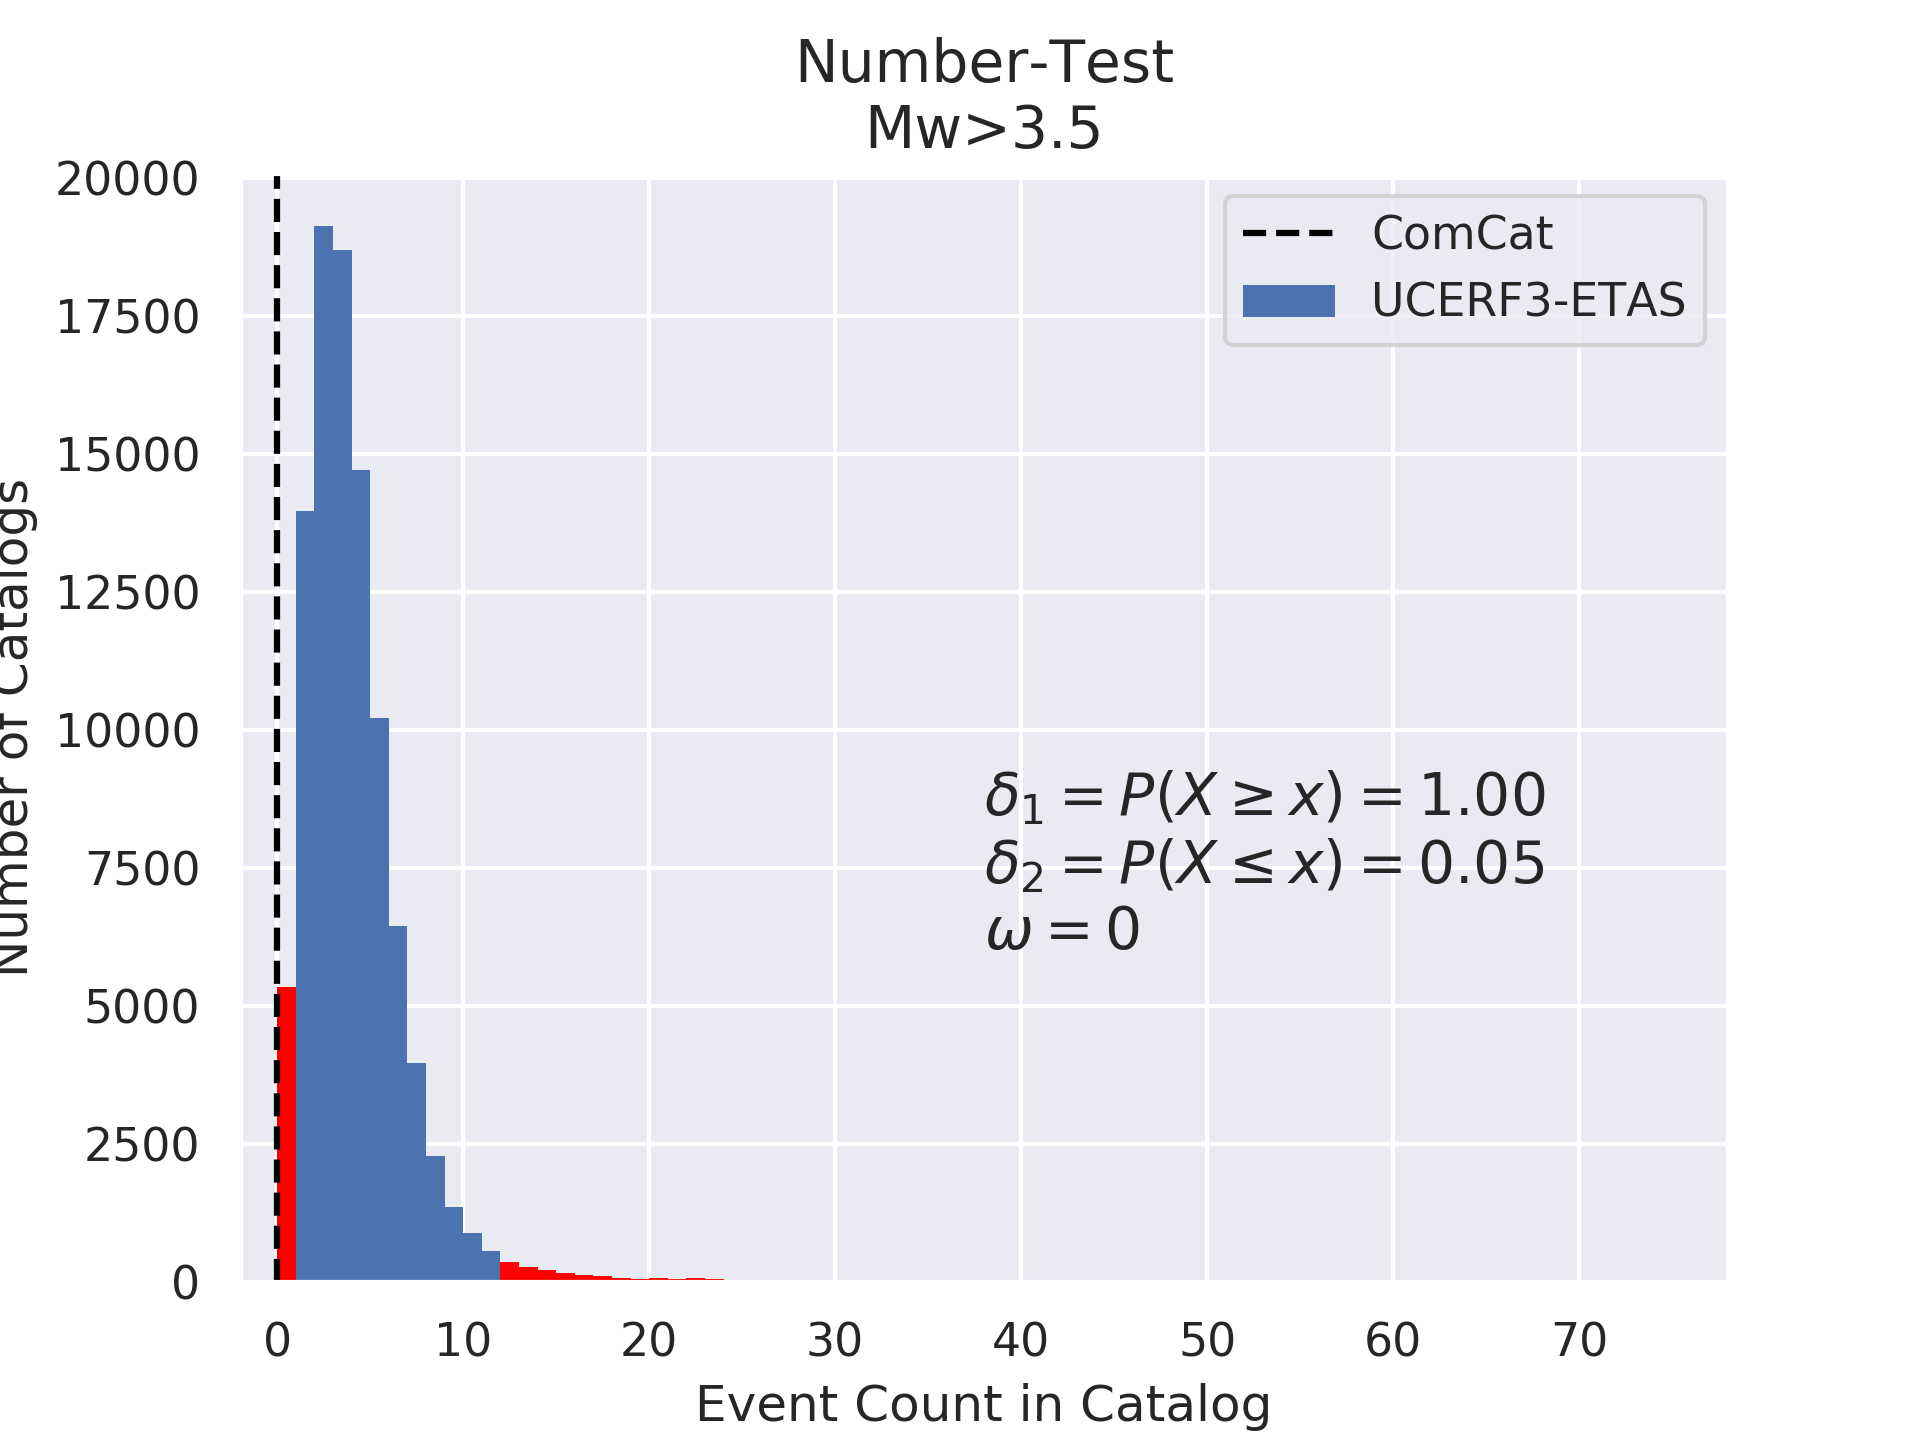 Number-Test
Mw>3.5
20000
17500
15000
12500
10000
7500
5000
2500
0
Number of Catalogs
ComCat
UCERF3-ETAS
δ₁ = P(X ≥ x) = 1.00
δ₂ = P(X ≤ x) = 0.05
ω = 0
0 10 20 30 40 50 60 70
Event Count in Catalog